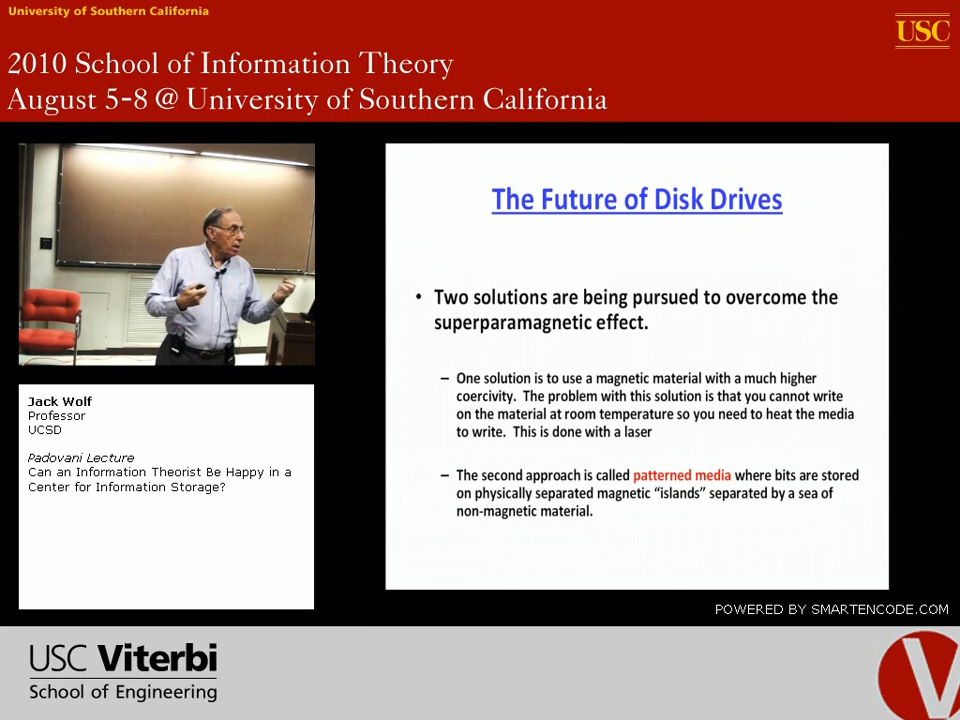 University of Southern California
USC
2010 School of Information Theory
August 5-8 @ University of Southern California
The Future of Disk Drives
• Two solutions are being pursued to overcome the
superparamagnetic effect.
– One solution is to use a magnetic material with a much higher
coercivity. The problem with this solution is that you cannot write
on the material at room temperature so you need to heat the media
to write. This is done with a laser
– The second approach is called patterned media where bits are stored
on physically separated magnetic “islands” separated by a sea of
non-magnetic material.
Jack Wolf
Professor
UCSD
Padovani Lecture
Can an Information Theorist Be Happy in a
Center for Information Storage?
POWERED BY SMARTENCODE.COM
USC Viterbi
School of Engineering
V